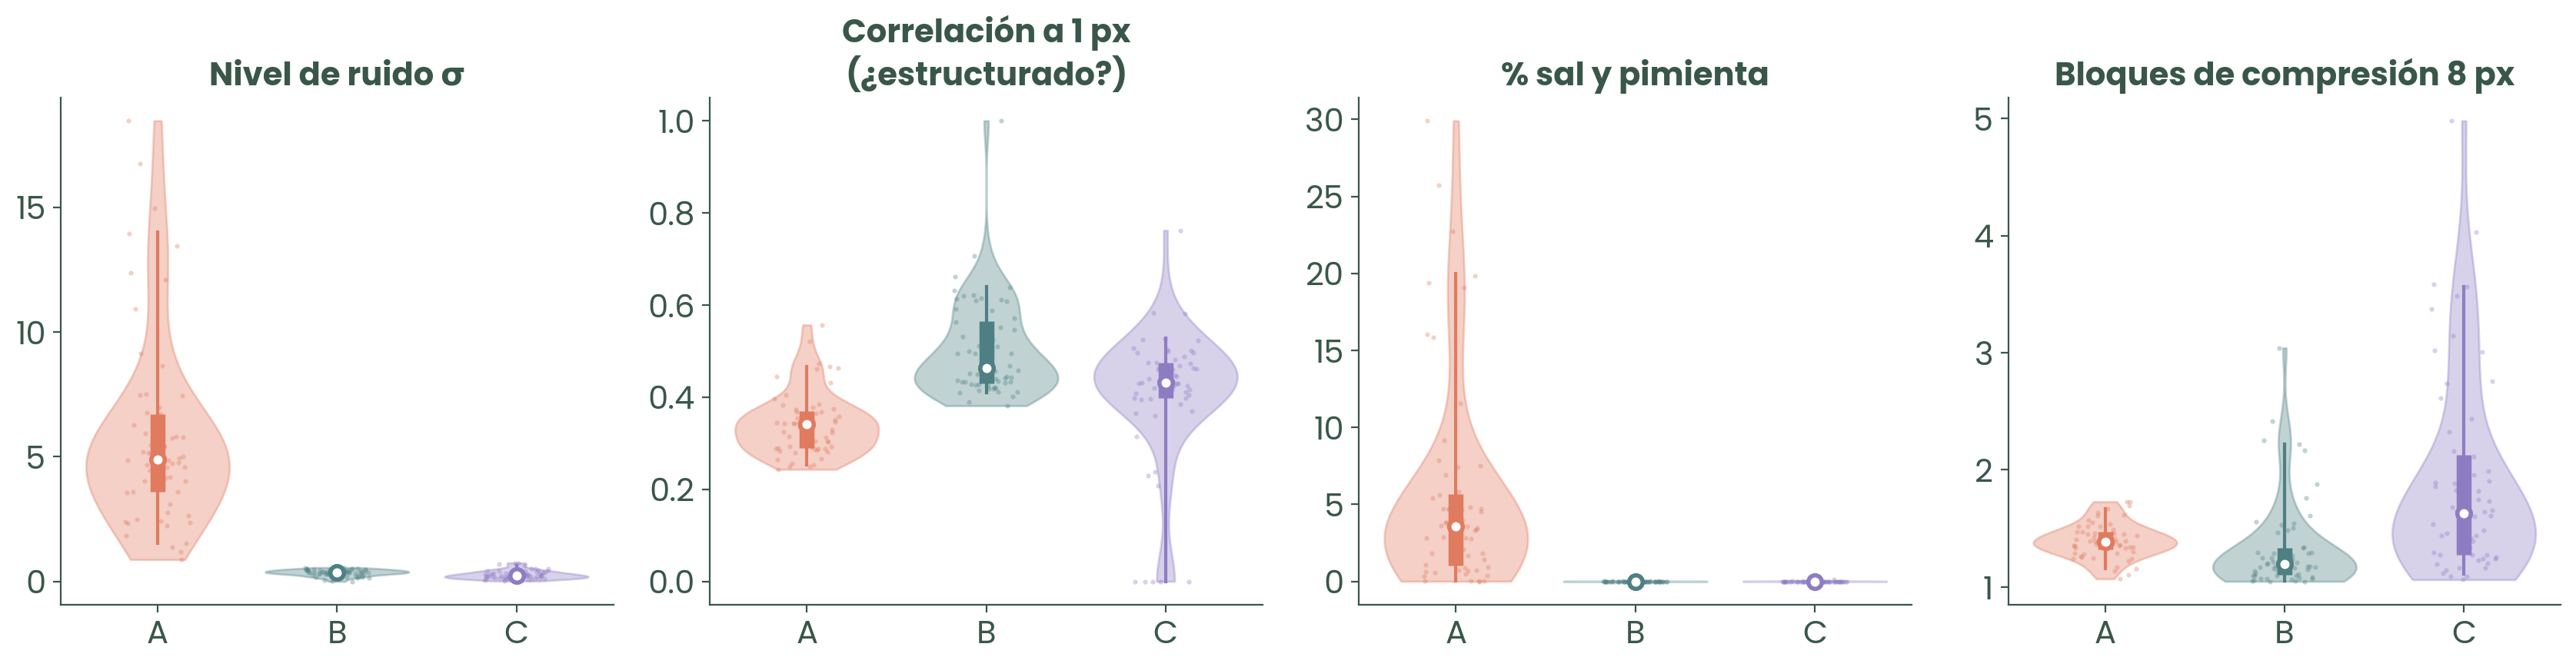 Nivel de ruido σ
15
10
5
0
A B C
Correlación a 1 px
(¿estructurado?)
1.0
0.8
0.6
0.4
0.2
0.0
A B C
% sal y pimienta
30
25
20
15
10
5
0
A B C
Bloques de compresión 8 px
5
4
3
2
1
A B C